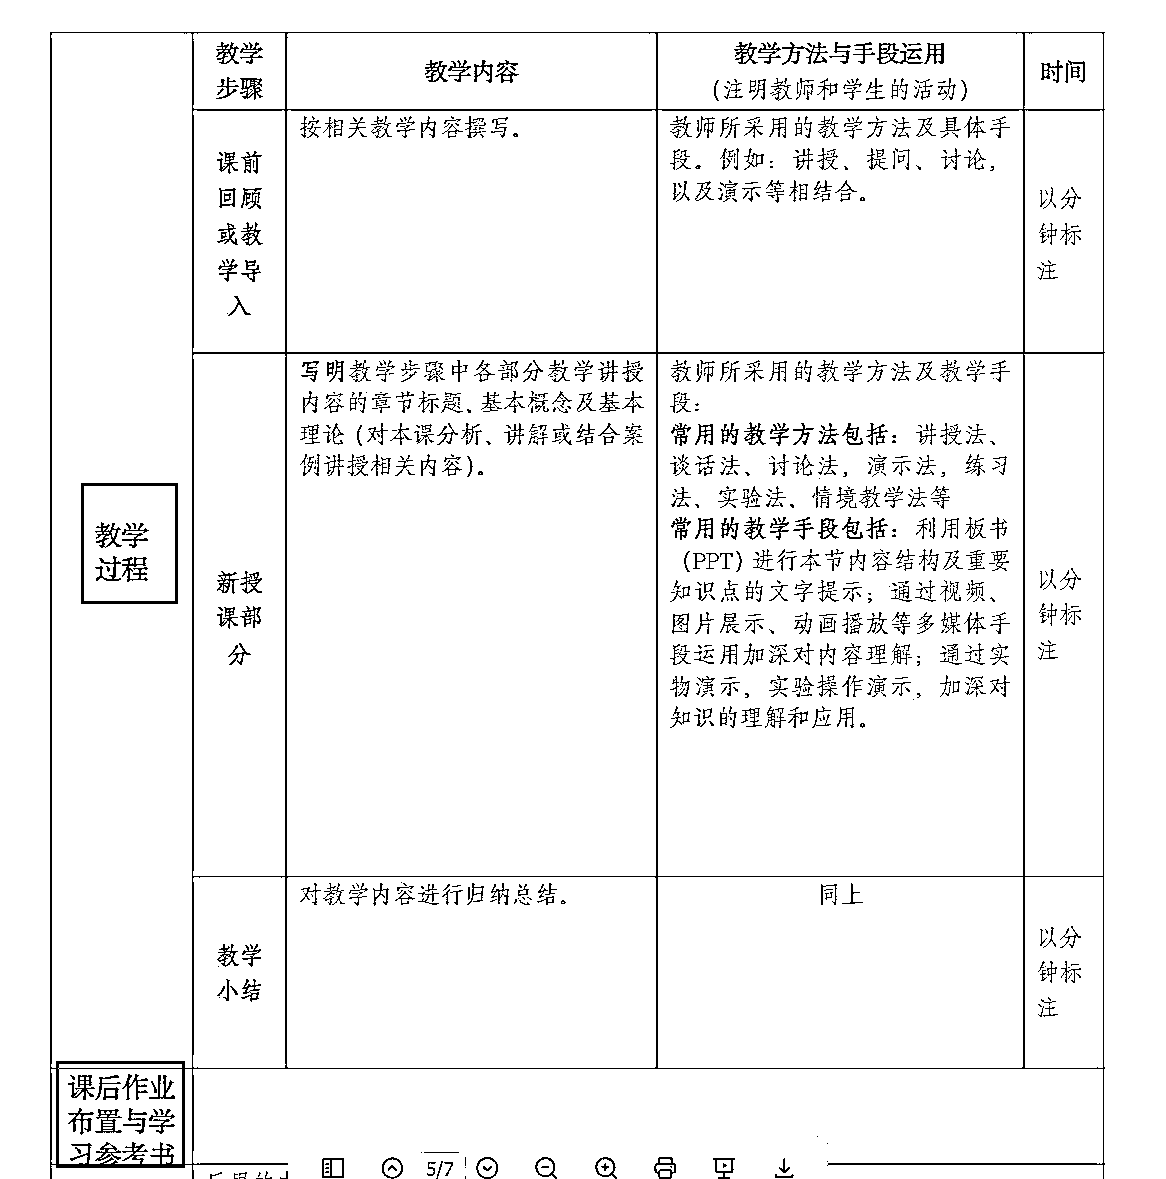 教学
步骤
教学内容
教学方法与手段运用
（注明教师和学生的活动）
时间
课前
回顾
或教
学导
入
按相关教学内容撰写。
教师所采用的教学方法及具体手
段。例如：讲授、提问、讨论，
以及演示等相结合。
以分
钟标
注
教学
过程
新授
课部
分
写明教学步骤中各部分教学讲授
内容的章节标题、基本概念及基本
理论（对本课分析、讲解或结合案
例讲授相关内容）。
教师所采用的教学方法及教学手
段：
常用的教学方法包括：讲授法、
谈话法、讨论法，演示法，练习
法、实验法、情境教学法等
常用的教学手段包括：利用板书
（PPT）进行本节内容结构及重要
知识点的文字提示；通过视频、
图片展示、动画播放等多媒体手
段运用加深对内容理解；通过实
物演示，实验操作演示，加深对
知识的理解和应用。
以分
钟标
注
教学
小结
对教学内容进行归纳总结。
同上
以分
钟标
注
课后作业
布置与学
习参考书
5/7